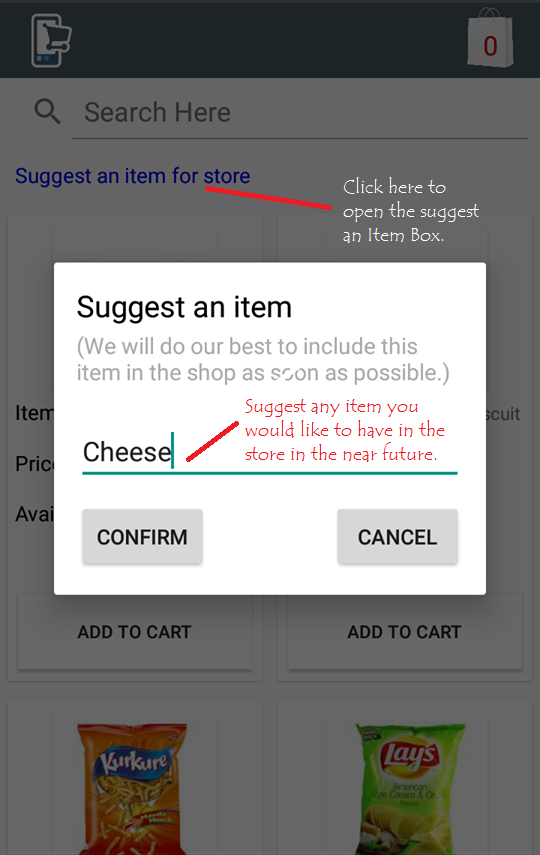 0
Search Here
Suggest an item for store
Click here to
open the suggest
an Item Box.
Suggest an item
(We will do our best to include this
item in the shop as soon as possible.)
Suggest any item you
would like to have in the
store in the near future.
Cheese
Item
scuit
Price
Avai
CONFIRM
CANCEL
ADD TO CART
ADD TO CART
Kurkure
Masala
Lay's
American
Style Cream & On